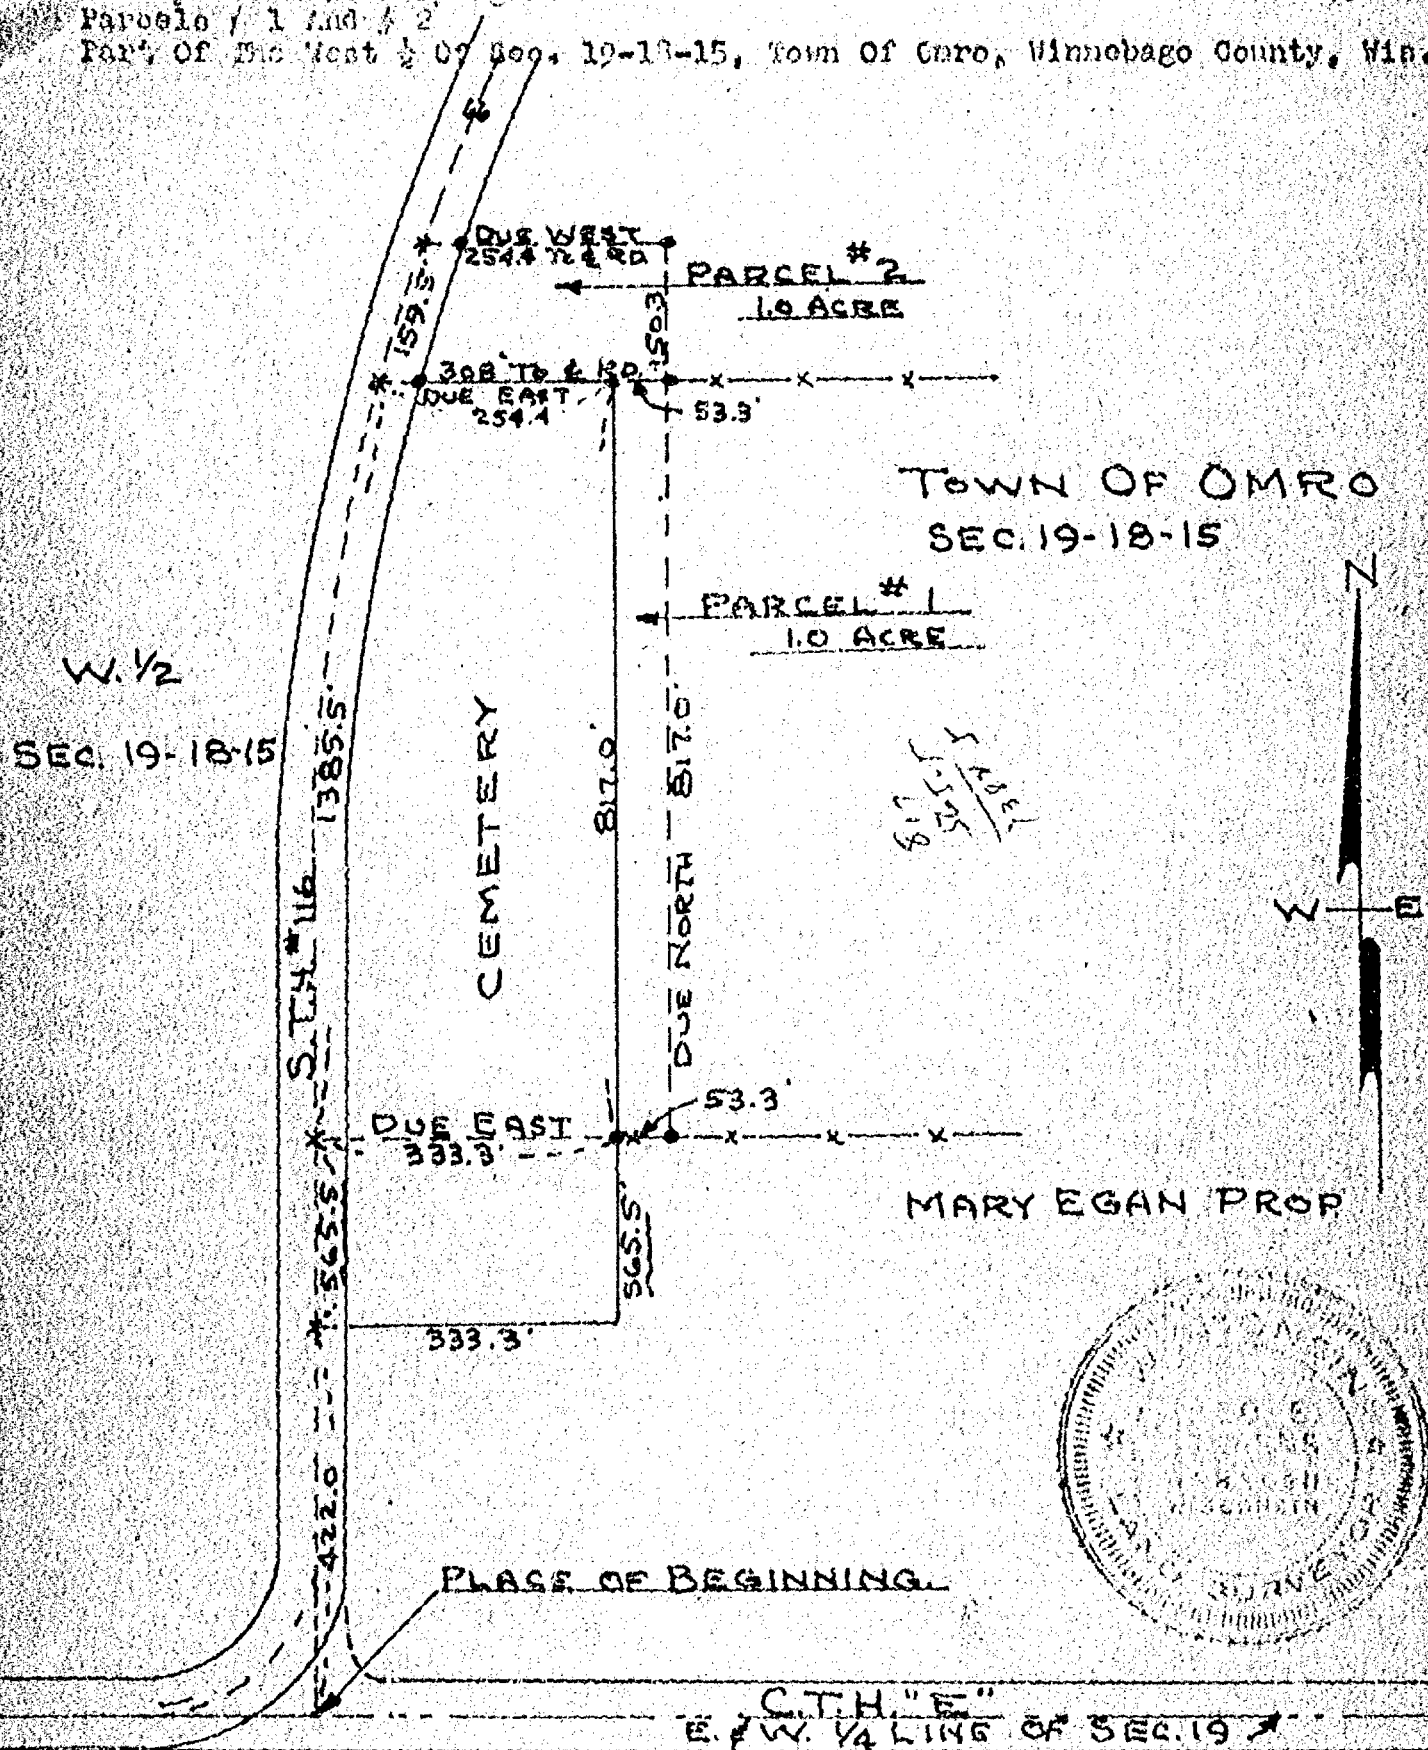 Parcels # 1 And # 2
Part Of The West ½ Of Sec. 19-18-15, Town Of Omro, Winnebago County, Wis.
66
DUE WEST
254.4 TO ℄ RD
PARCEL #2
1.0 ACRE
159.5'
150.3
308' TO ℄ RD
DUE EAST
254.4
53.3'
TOWN OF OMRO
SEC. 19-18-15
N
PARCEL #1
1.0 ACRE
W. 1/2
SEC. 19-18-15
1385.5'
CEMETERY
817.0'
DUE NORTH 817.0'
S.T.H. #116
W E
DUE EAST
333.3'
53.3'
565.5'
565.5'
MARY EGAN PROP
333.3'
422.0
WISCONSIN
LAND SURVEYOR
PLACE OF BEGINNING
C.T.H. "E"
E. & W. 1/4 LINE OF SEC. 19